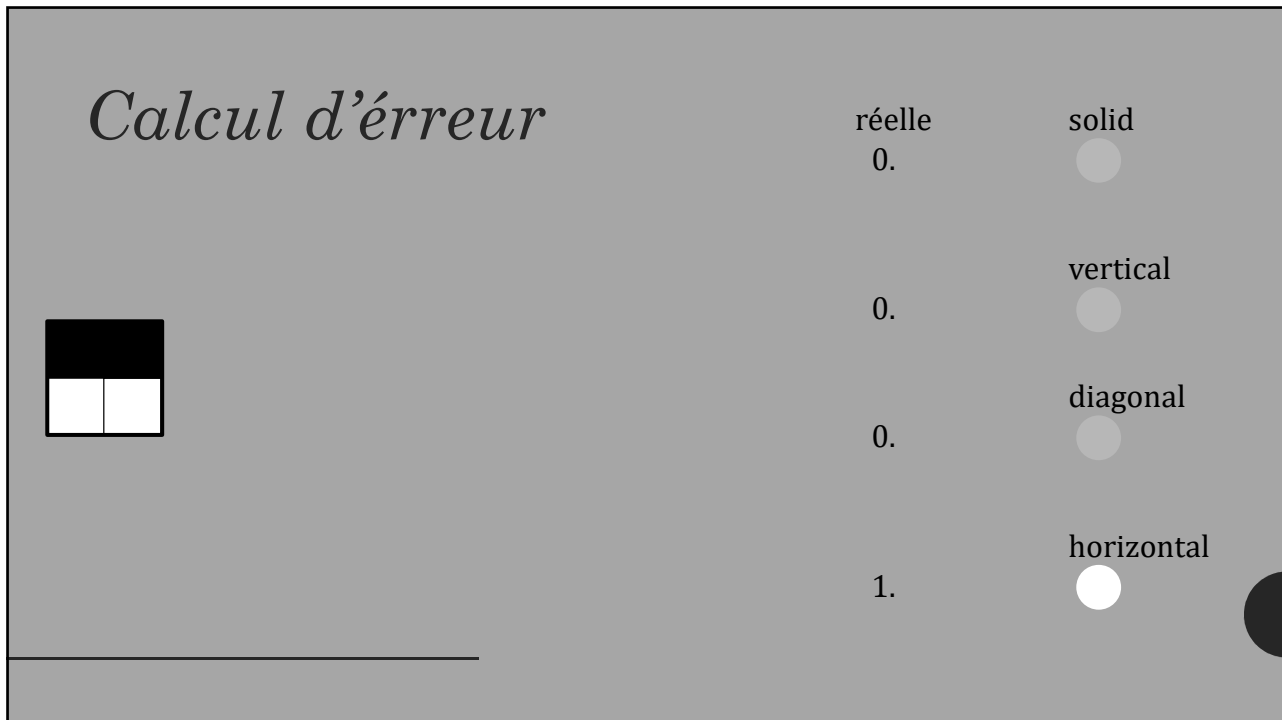 Calcul d’érreur
réelle solid
0.
vertical
0.
diagonal
0.
horizontal
1.